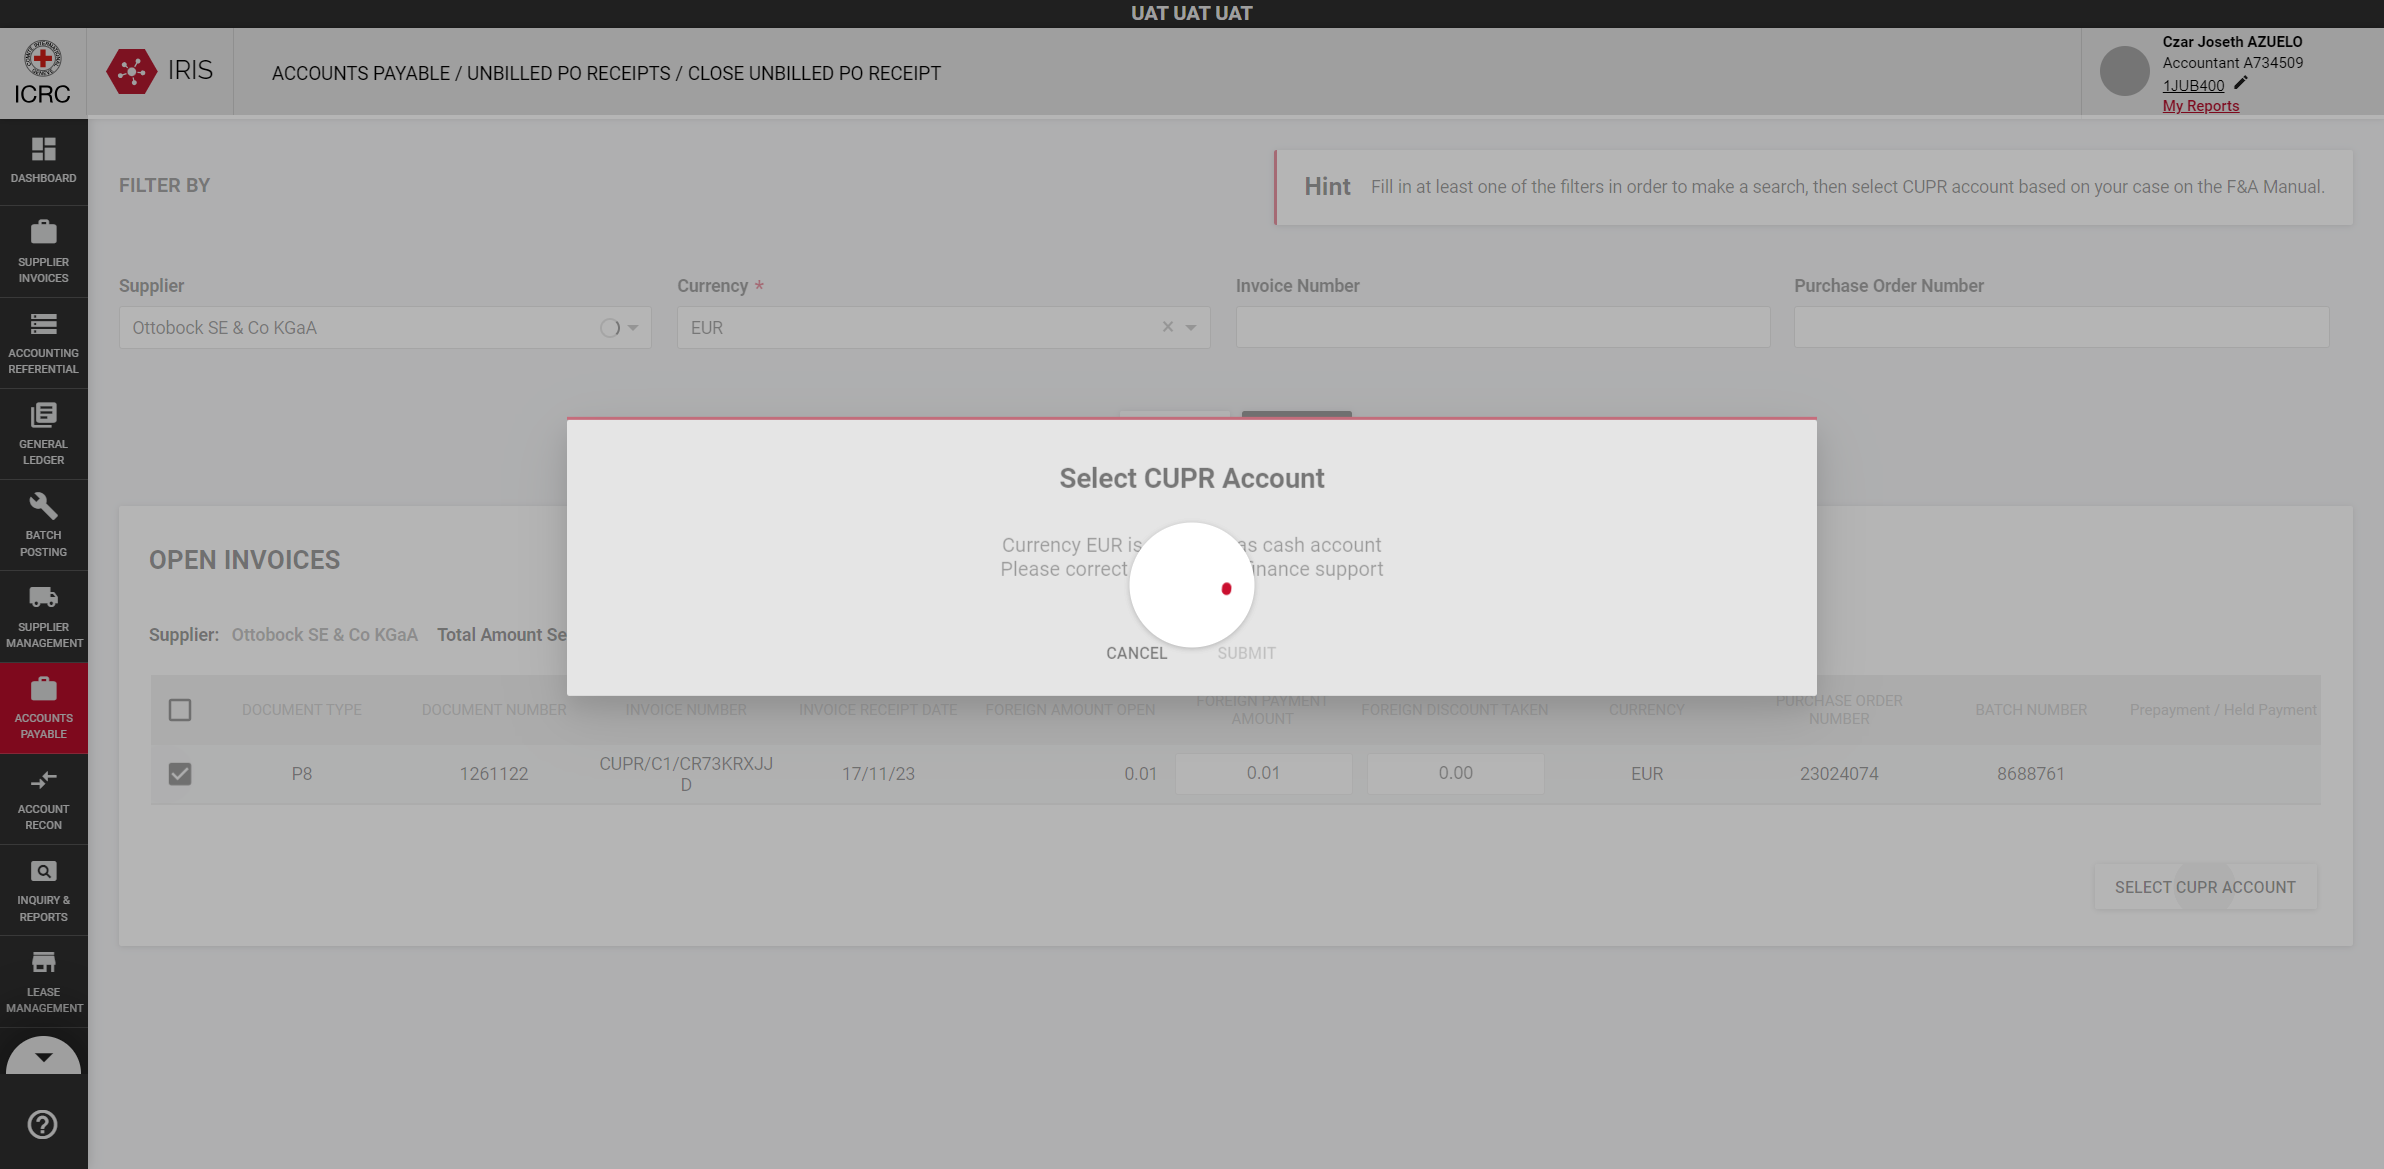 UAT UAT UAT
ICRC
IRIS
ACCOUNTS PAYABLE / UNBILLED PO RECEIPTS / CLOSE UNBILLED PO RECEIPT
Czar Joseth AZUELO
Accountant A734509
1JUB400
My Reports
DASHBOARD
SUPPLIER
INVOICES
ACCOUNTING
REFERENTIAL
GENERAL
LEDGER
BATCH
POSTING
SUPPLIER
MANAGEMENT
ACCOUNTS
PAYABLE
ACCOUNT
RECON
INQUIRY &
REPORTS
LEASE
MANAGEMENT
FILTER BY
Hint Fill in at least one of the filters in order to make a search, then select CUPR account based on your case on the F&A Manual.
Supplier
Ottobock SE & Co KGaA
Currency *
EUR
Invoice Number
Purchase Order Number
Select CUPR Account
Currency EUR is as cash account
Please correct finance support
CANCEL
SUBMIT
OPEN INVOICES
Supplier: Ottobock SE & Co KGaA Total Amount Se
DOCUMENT TYPE
DOCUMENT NUMBER
INVOICE NUMBER
INVOICE RECEIPT DATE
FOREIGN AMOUNT OPEN
FOREIGN PAYMENT
AMOUNT
FOREIGN DISCOUNT TAKEN
CURRENCY
PURCHASE ORDER
NUMBER
BATCH NUMBER
Prepayment / Held Payment
P8
1261122
CUPR/C1/CR73KRXJJ
D
17/11/23
0.01
0.01
0.00
EUR
23024074
8688761
SELECT CUPR ACCOUNT